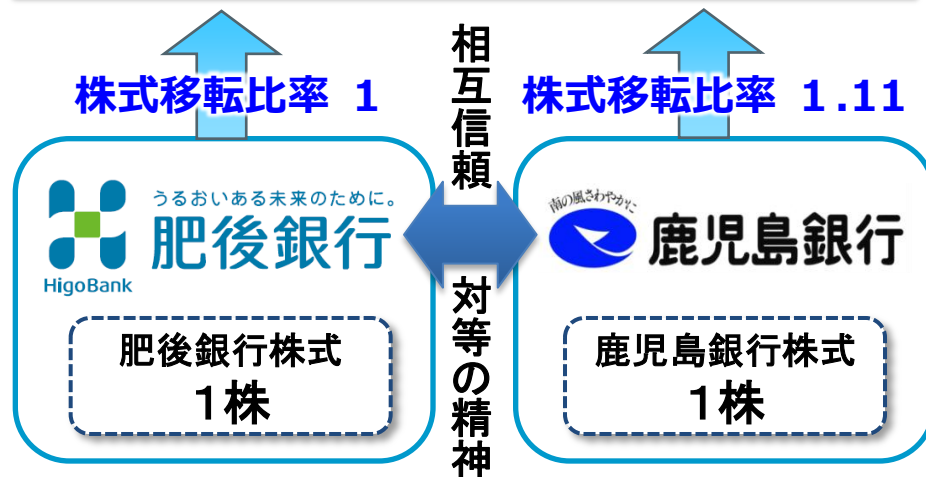 株式移転比率 1
株式移転比率 1.11
相互信頼
対等の精神
うるおいある未来のために。
肥後銀行
HigoBank
肥後銀行株式
1株
南の風さわやかに
鹿児島銀行
鹿児島銀行株式
1株